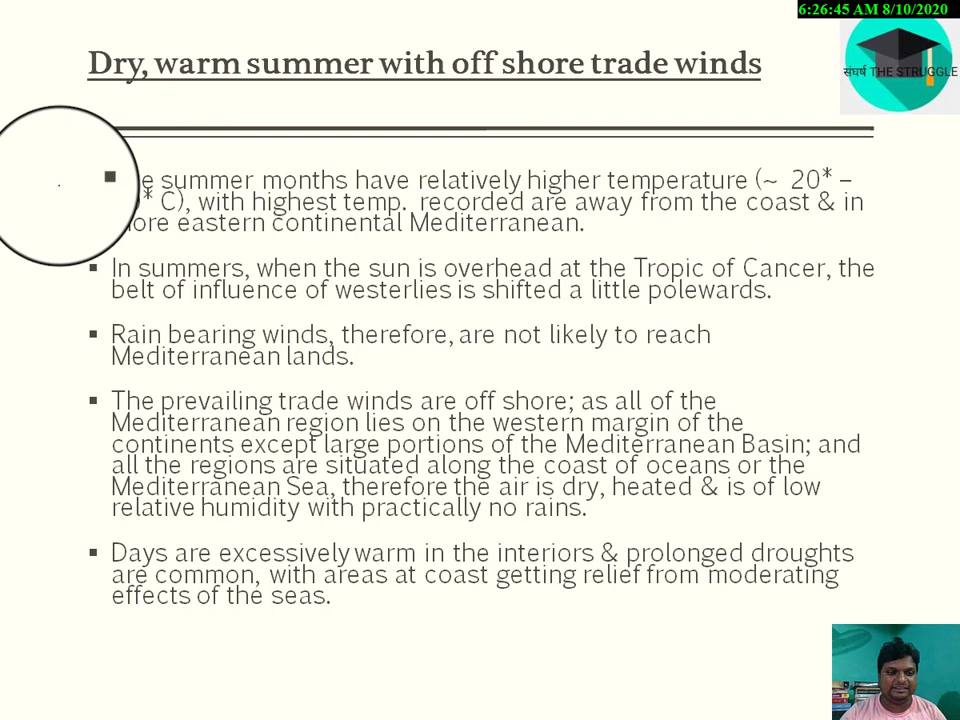 6:26:45 AM 8/10/2020
Dry, warm summer with off shore trade winds
संघर्ष THE STRUGGLE
▪ e summer months have relatively higher temperature (~ 20* –
* C), with highest temp. recorded are away from the coast & in
ore eastern continental Mediterranean.
▪ In summers, when the sun is overhead at the Tropic of Cancer, the
belt of influence of westerlies is shifted a little polewards.
▪ Rain bearing winds, therefore, are not likely to reach
Mediterranean lands.
▪ The prevailing trade winds are off shore; as all of the
Mediterranean region lies on the western margin of the
continents except large portions of the Mediterranean Basin; and
all the regions are situated along the coast of oceans or the
Mediterranean Sea, therefore the air is dry, heated & is of low
relative humidity with practically no rains.
▪ Days are excessively warm in the interiors & prolonged droughts
are common, with areas at coast getting relief from moderating
effects of the seas.